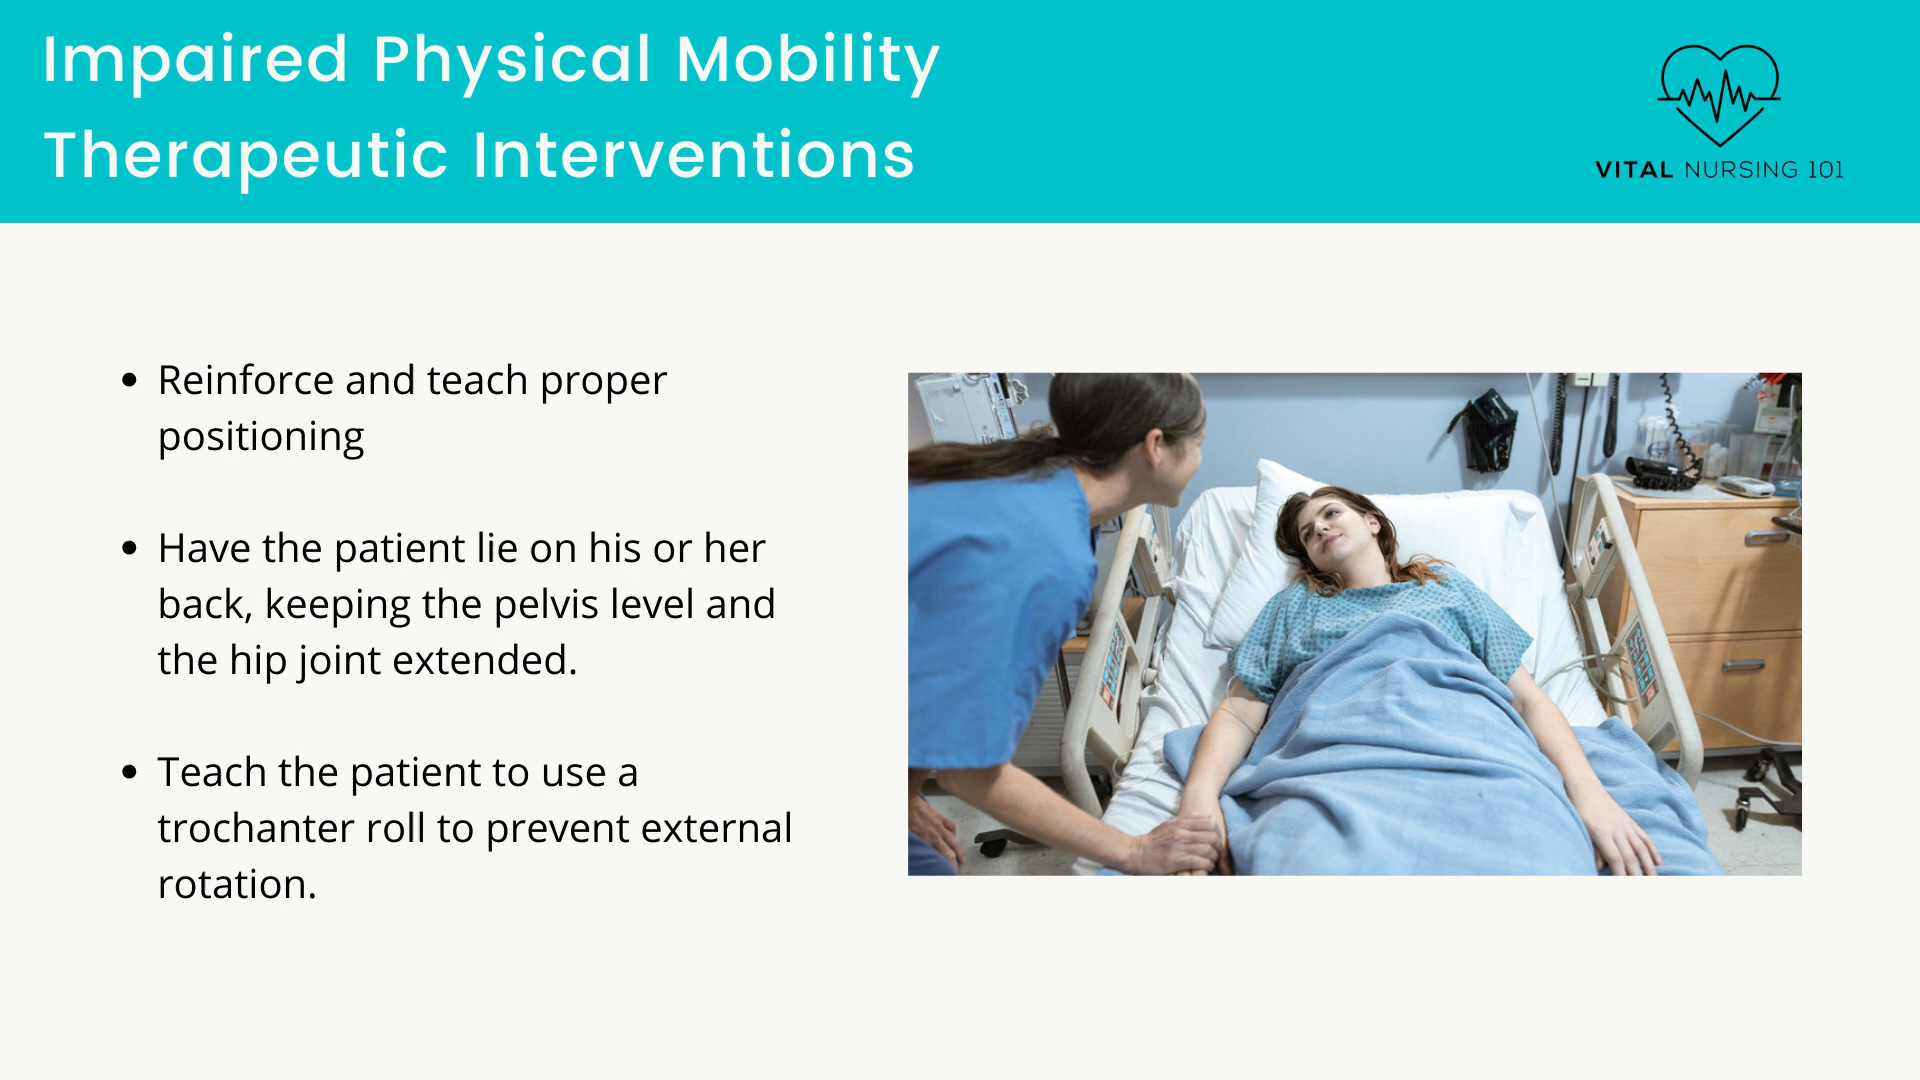 Impaired Physical Mobility
Therapeutic Interventions
VITAL NURSING 101
• Reinforce and teach proper
positioning
• Have the patient lie on his or her
back, keeping the pelvis level and
the hip joint extended.
• Teach the patient to use a
trochanter roll to prevent external
rotation.